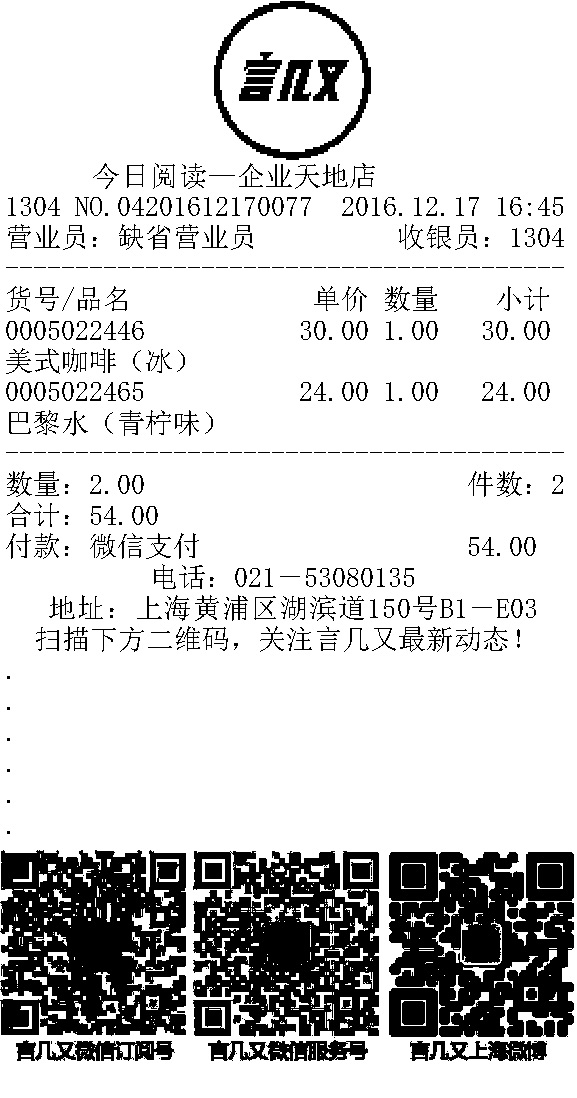 言几又
今日阅读—企业天地店
1304 NO.04201612170077 2016.12.17 16:45
营业员：缺省营业员 收银员：1304
货号/品名 单价 数量 小计
0005022446 30.00 1.00 30.00
美式咖啡（冰）
0005022465 24.00 1.00 24.00
巴黎水（青柠味）
数量：2.00 件数：2
合计：54.00
付款：微信支付 54.00
电话：021－53080135
地址：上海黄浦区湖滨道150号B1－E03
扫描下方二维码，关注言几又最新动态！
.
.
.
.
.
.
言几又微信订阅号 言几又微信服务号 言几又上海微博